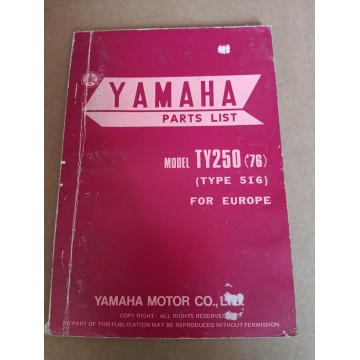 YAMAHA
PARTS LIST
MODEL TY250 ('76)
(TYPE 516)
FOR EUROPE
YAMAHA MOTOR CO., LTD.
COPY RIGHT: ALL RIGHTS RESERVED
NO PART OF THIS PUBLICATION MAY BE REPRODUCED WITHOUT PERMISSION